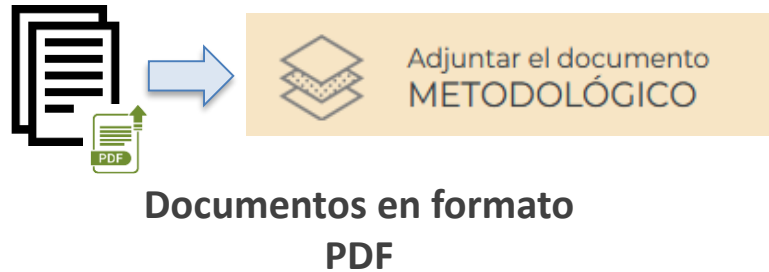 Adjuntar el documento
METODOLÓGICO
PDF
Documentos en formato
PDF